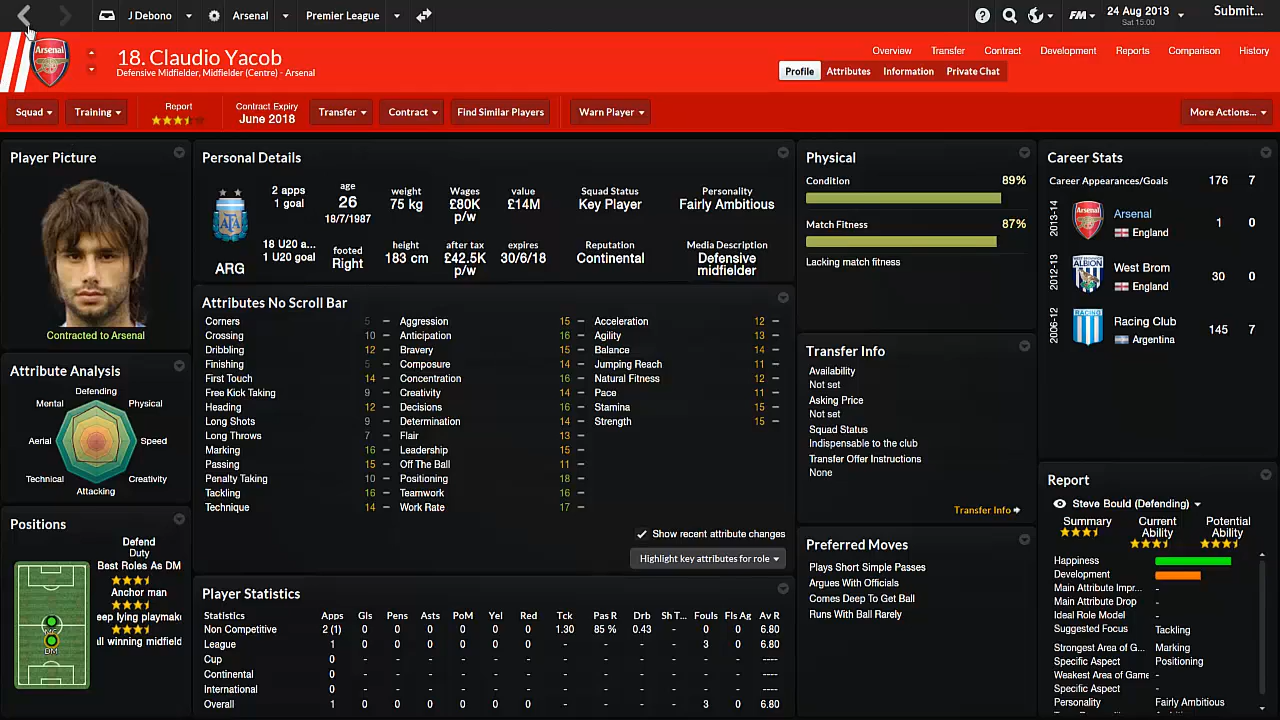 J Debono
Arsenal
Premier League
FM
24 Aug 2013
Sat 15:00
Submit...
Arsenal
18. Claudio Yacob
Defensive Midfielder, Midfielder (Centre) - Arsenal
Overview Transfer Contract Development Reports Comparison History
Profile Attributes Information Private Chat
Squad
Training
Report
Contract Expiry
June 2018
Transfer
Contract
Find Similar Players
Warn Player
More Actions...
Player Picture
Contracted to Arsenal
Attribute Analysis
Defending
Mental Physical
Aerial Speed
Technical Creativity
Attacking
Positions
Defend
Duty
Best Roles As DM
Anchor man
eep lying playmak
all winning midfield
MC
DM
Personal Details
AFA
ARG
2 apps
1 goal
18 U20 a...
1 U20 goal
age
26
18/7/1987
footed
Right
weight
75 kg
height
183 cm
Wages
£80K
p/w
after tax
£42.5K
p/w
value
£14M
expires
30/6/18
Squad Status
Key Player
Reputation
Continental
Personality
Fairly Ambitious
Media Description
Defensive
midfielder
Attributes No Scroll Bar
Corners 5 - Aggression 15 - Acceleration 12 -
Crossing 10 - Anticipation 16 - Agility 13 -
Dribbling 12 - Bravery 15 - Balance 14 -
Finishing 5 - Composure 14 - Jumping Reach 11 -
First Touch 14 - Concentration 16 - Natural Fitness 12 -
Free Kick Taking 9 - Creativity 14 - Pace 11 -
Heading 12 - Decisions 16 - Stamina 15 -
Long Shots 9 - Determination 14 - Strength 15 -
Long Throws 7 - Flair 13 -
Marking 16 - Leadership 15 -
Passing 15 - Off The Ball 11 -
Penalty Taking 10 - Positioning 18 -
Tackling 16 - Teamwork 16 -
Technique 14 - Work Rate 17 -
Show recent attribute changes
Highlight key attributes for role
Player Statistics
Statistics Apps Gls Pens Asts PoM Yel Red Tck Pas R Drb Sh T... Fouls Fls Ag Av R
Non Competitive 2 (1) 0 0 0 0 0 0 1.30 85 % 0.43 - 0 0 6.80
League 1 - - - - - - - - - - 3 - 6.80
Cup 0 - - - - - - - - - - - - ----
Continental 0 - - - - - - - - - - - - ----
International 0 - - - - - - - - - - - - ----
Overall 1 - - - - - - - - - - 3 - 6.80
Physical
Condition 89%
Match Fitness 87%
Lacking match fitness
Transfer Info
Availability
Not set
Asking Price
Not set
Squad Status
Indispensable to the club
Transfer Offer Instructions
None
Transfer Info
Preferred Moves
Plays Short Simple Passes
Argues With Officials
Comes Deep To Get Ball
Runs With Ball Rarely
Career Stats
Career Appearances/Goals 176 7
2013-14 Arsenal England 1 0
2012-13 West Brom England 30 0
2006-12 Racing Club Argentina 145 7
Report
Steve Bould (Defending)
Summary
Current
Ability
Potential
Ability
Happiness
Development
Main Attribute Impr... -
Main Attribute Drop -
Ideal Role Model -
Suggested Focus Tackling
Strongest Area of G... Marking
Specific Aspect Positioning
Weakest Area of Game -
Specific Aspect -
Personality Fairly Ambitious